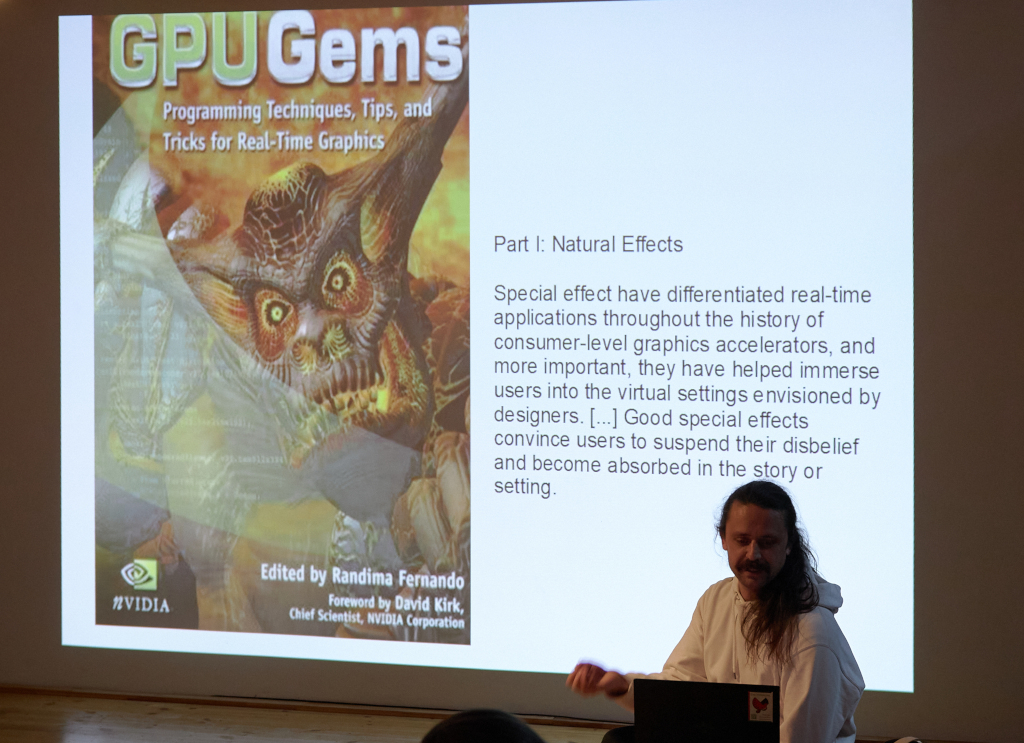 GPU Gems
Programming Techniques, Tips, and
Tricks for Real-Time Graphics
Edited by Randima Fernando
Foreword by David Kirk,
Chief Scientist, NVIDIA Corporation
nVIDIA
Part I: Natural Effects
Special effect have differentiated real-time
applications throughout the history of
consumer-level graphics accelerators, and
more important, they have helped immerse
users into the virtual settings envisioned by
designers. [...] Good special effects
convince users to suspend their disbelief
and become absorbed in the story or
setting.